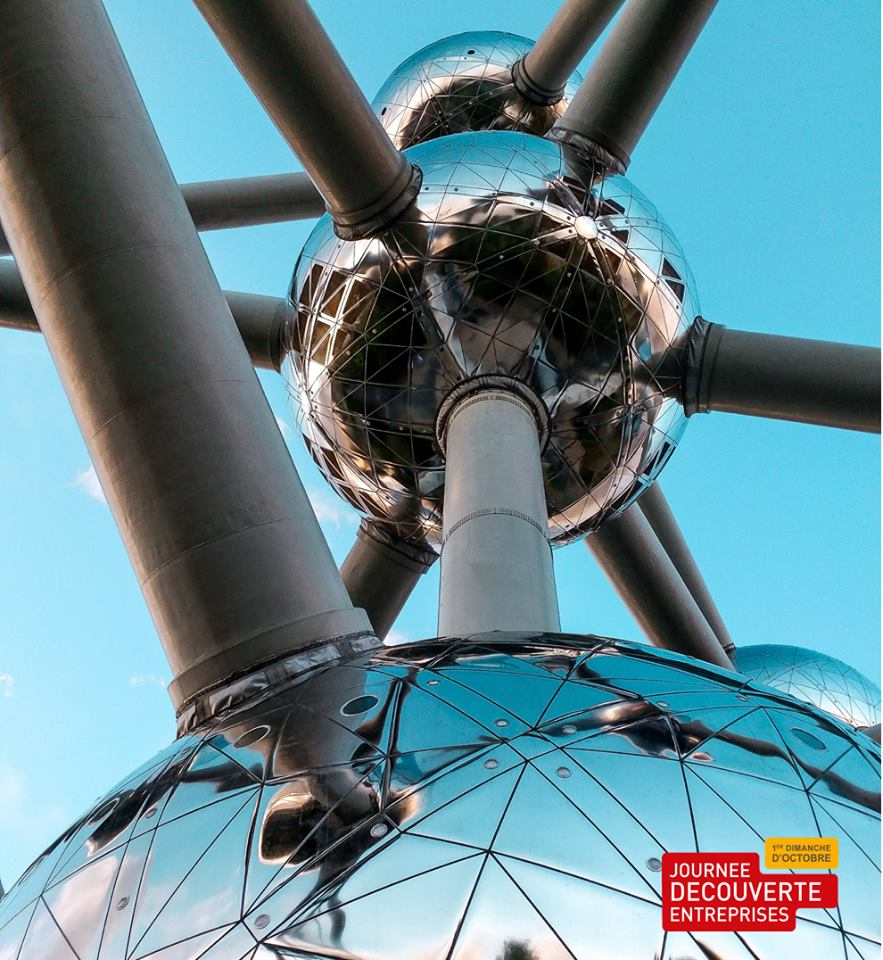 1ER DIMANCHE
D'OCTOBRE
JOURNEE
DECOUVERTE
ENTREPRISES